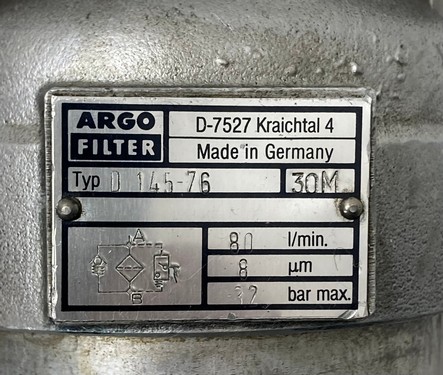 ARGO
FILTER
D-7527 Kraichtal 4
Made in Germany
Typ D 145-76 30M
A
B
80 l/min.
8 µm
bar max.